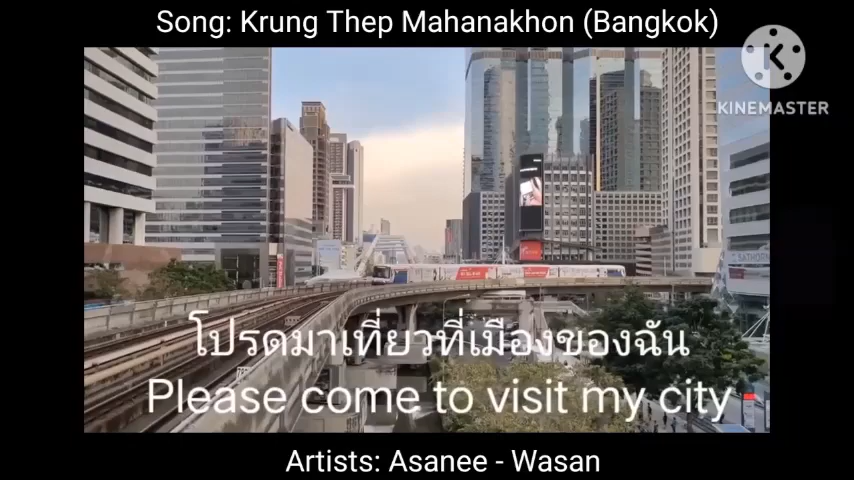 Song: Krung Thep Mahanakhon (Bangkok)
KINEMASTER
SATHORN
โปรดมาเที่ยวที่เมืองของฉัน
Please come to visit my city
Artists: Asanee - Wasan